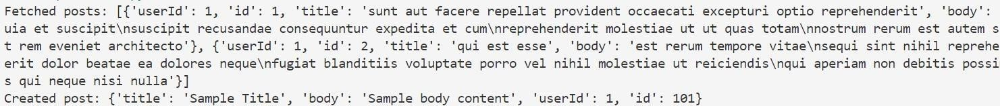 Fetched posts: [{'userId': 1, 'id': 1, 'title': 'sunt aut facere repellat provident occaecati excepturi optio reprehenderit', 'body':
uia et suscipit\nsuscipit recusandae consequuntur expedita et cum\nreprehenderit molestiae ut ut quas totam\nnostrum rerum est autem s
t rem eveniet architecto'}, {'userId': 1, 'id': 2, 'title': 'qui est esse', 'body': 'est rerum tempore vitae\nsequi sint nihil reprehe
erit dolor beatae ea dolores neque\nfugiat blanditiis voluptate porro vel nihil molestiae ut reiciendis\nqui aperiam non debitis possi
s qui neque nisi nulla'}]
Created post: {'title': 'Sample Title', 'body': 'Sample body content', 'userId': 1, 'id': 101}